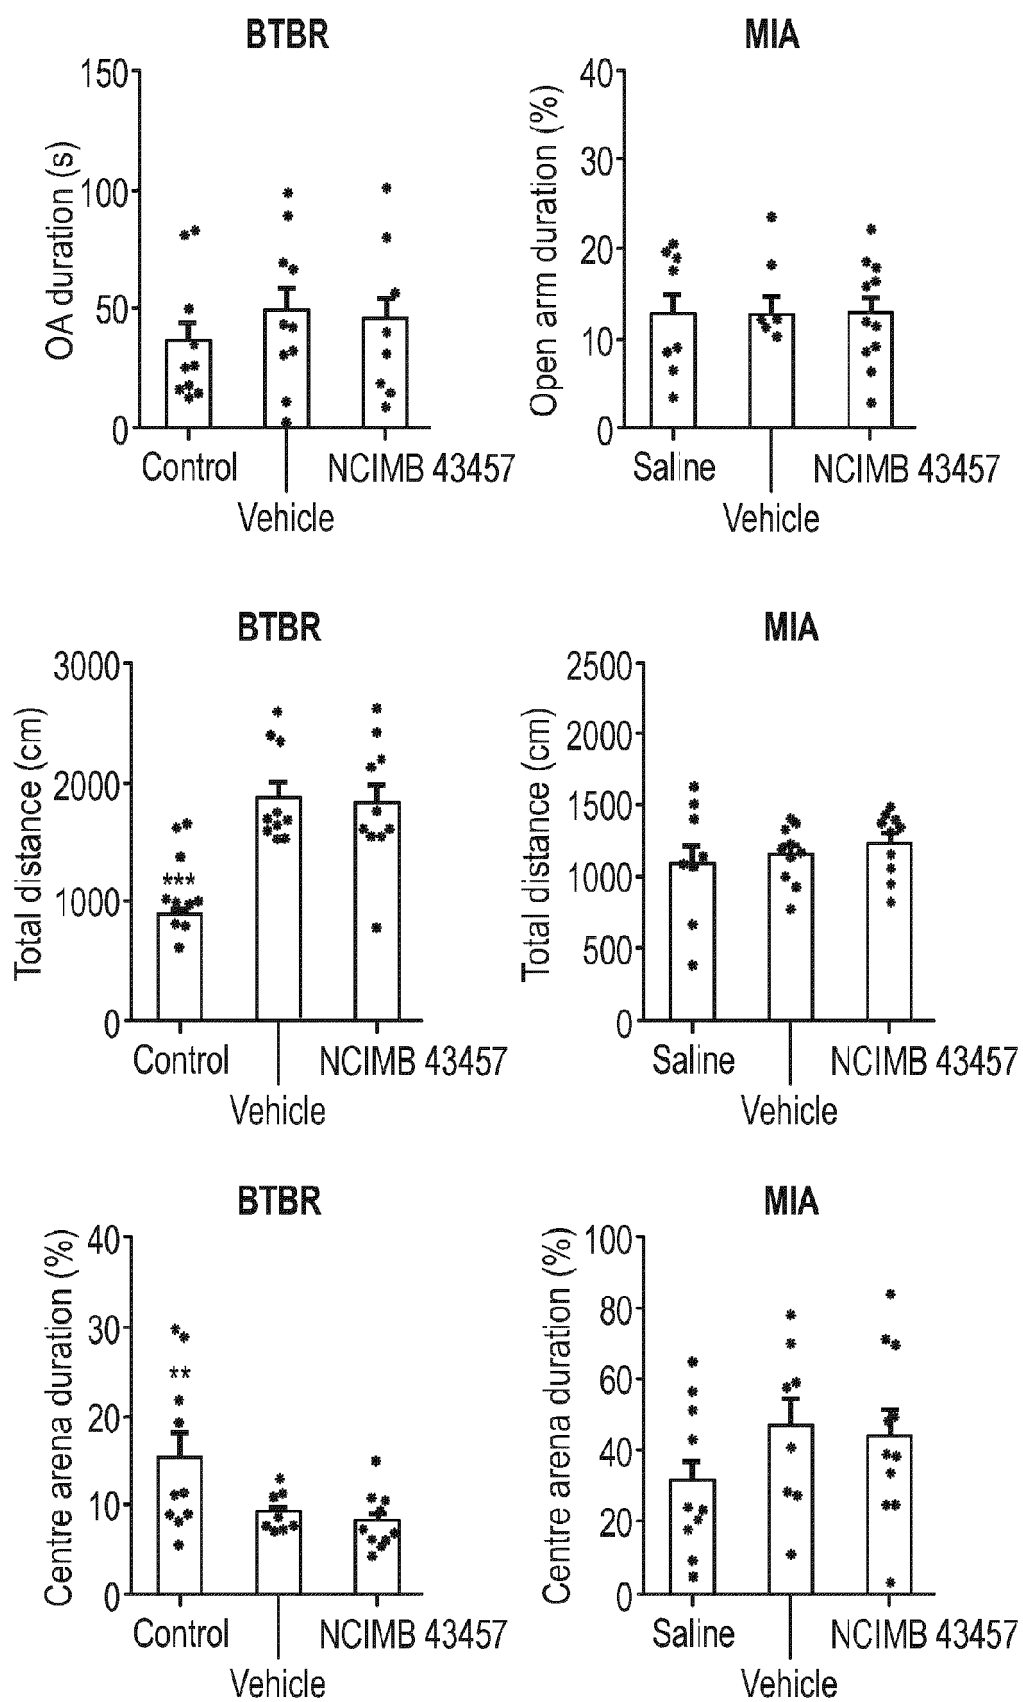 BTBR
OA duration (s)
150
100
50
0
Control
NCIMB 43457
Vehicle
MIA
Open arm duration (%)
40
30
20
10
0
Saline
NCIMB 43457
Vehicle
BTBR
Total distance (cm)
3000
2000
1000
0
***
Control
NCIMB 43457
Vehicle
MIA
Total distance (cm)
2500
2000
1500
1000
500
0
Saline
NCIMB 43457
Vehicle
BTBR
Centre arena duration (%)
40
30
20
10
0
**
Control
NCIMB 43457
Vehicle
MIA
Centre arena duration (%)
100
80
60
40
20
0
Saline
NCIMB 43457
Vehicle